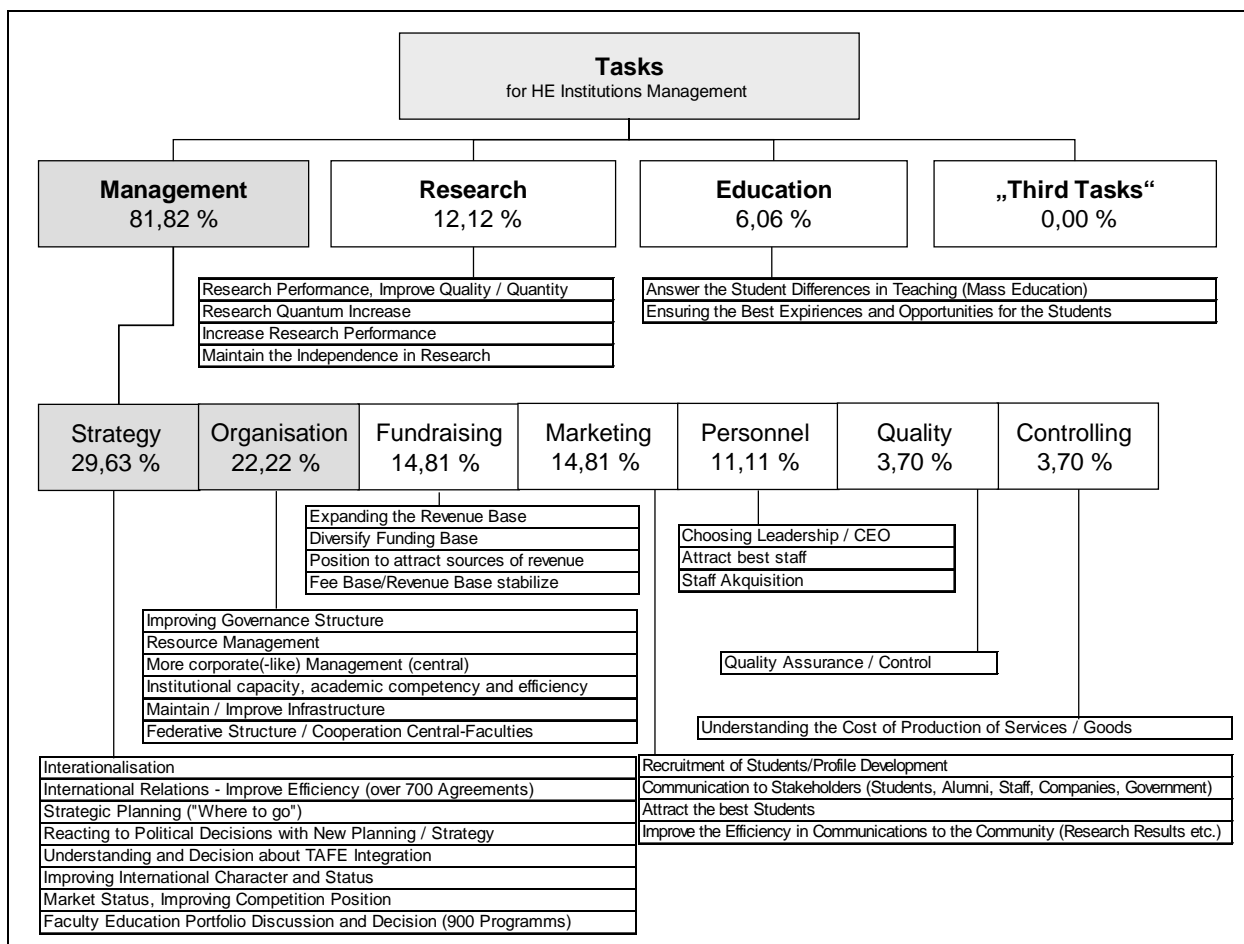 Tasks
for HE Institutions Management
Management
81,82 %
Research
12,12 %
Education
6,06 %
„Third Tasks“
0,00 %
Research Performance, Improve Quality / Quantity
Research Quantum Increase
Increase Research Performance
Maintain the Independence in Research
Answer the Student Differences in Teaching (Mass Education)
Ensuring the Best Expiriences and Opportunities for the Students
Strategy
29,63 %
Organisation
22,22 %
Fundraising
14,81 %
Marketing
14,81 %
Personnel
11,11 %
Quality
3,70 %
Controlling
3,70 %
Expanding the Revenue Base
Diversify Funding Base
Position to attract sources of revenue
Fee Base/Revenue Base stabilize
Choosing Leadership / CEO
Attract best staff
Staff Akquisition
Improving Governance Structure
Resource Management
More corporate(-like) Management (central)
Institutional capacity, academic competency and efficiency
Maintain / Improve Infrastructure
Federative Structure / Cooperation Central-Faculties
Quality Assurance / Control
Understanding the Cost of Production of Services / Goods
Interationalisation
International Relations - Improve Efficiency (over 700 Agreements)
Strategic Planning ("Where to go")
Reacting to Political Decisions with New Planning / Strategy
Understanding and Decision about TAFE Integration
Improving International Character and Status
Market Status, Improving Competition Position
Faculty Education Portfolio Discussion and Decision (900 Programms)
Recruitment of Students/Profile Development
Communication to Stakeholders (Students, Alumni, Staff, Companies, Government)
Attract the best Students
Improve the Efficiency in Communications to the Community (Research Results etc.)